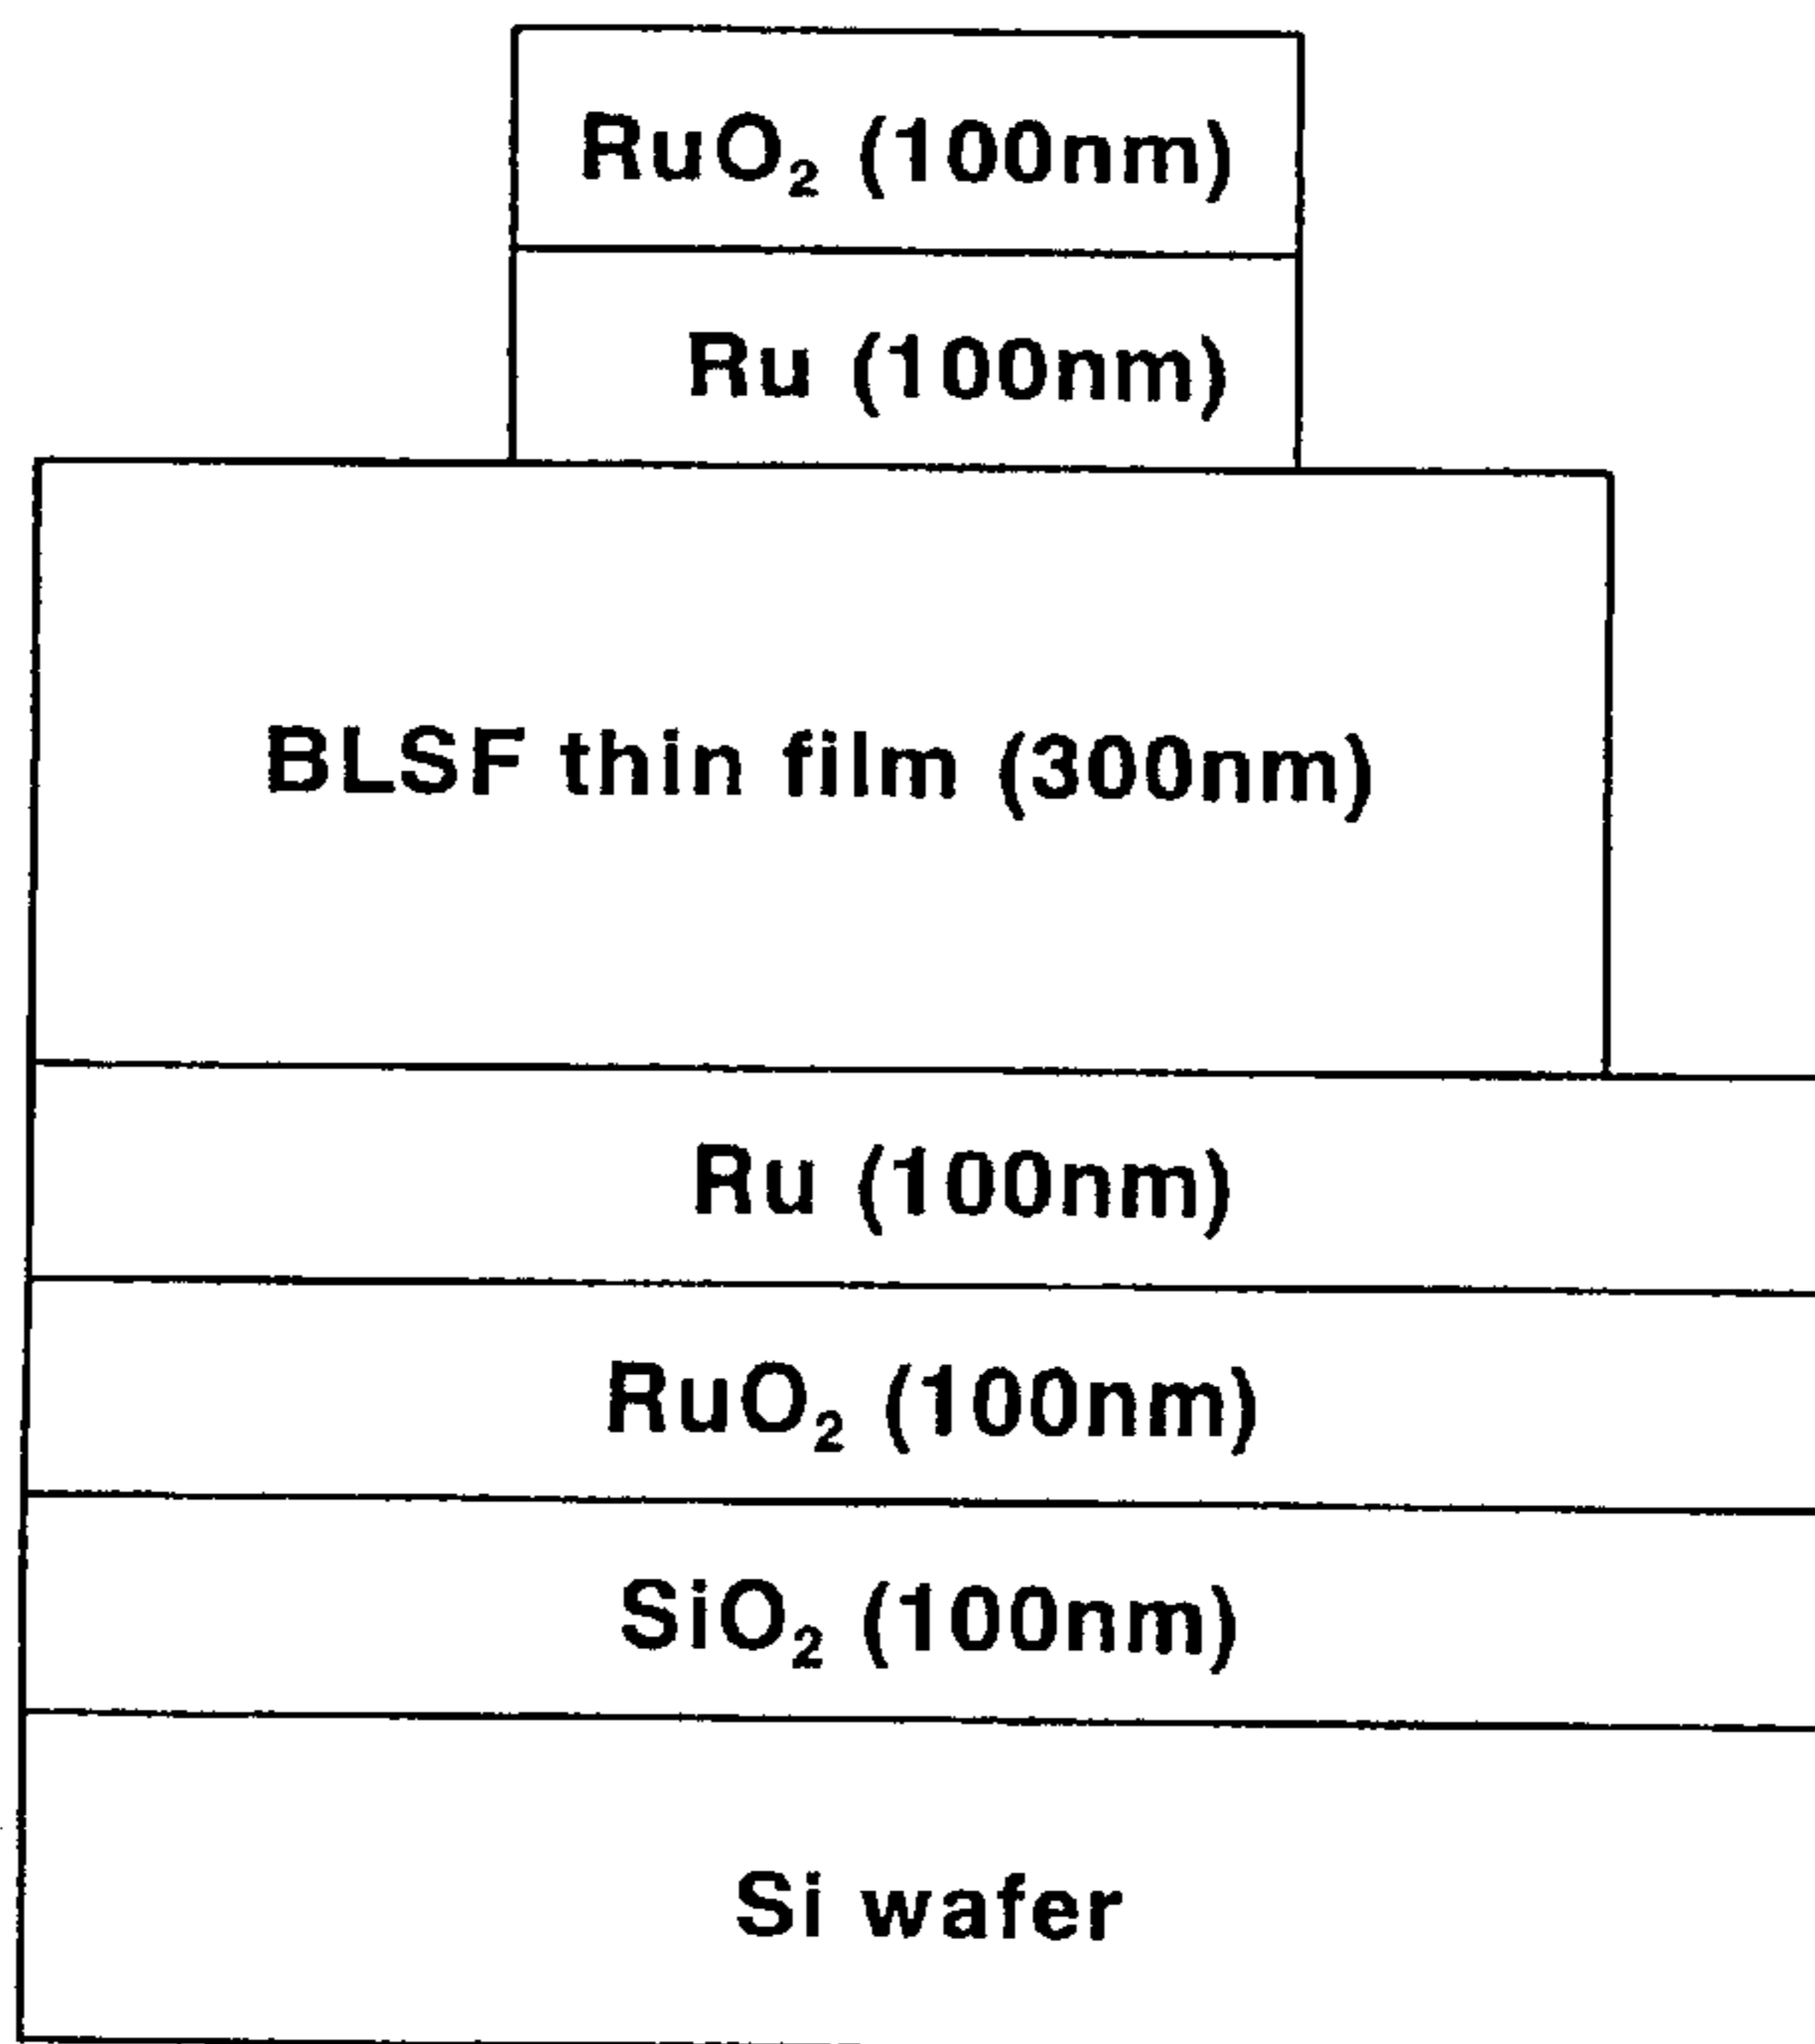 RuO₂ (100nm)
Ru (100nm)
BLSF thin film (300nm)
Ru (100nm)
RuO₂ (100nm)
SiO₂ (100nm)
Si wafer